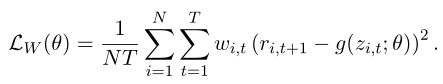 $$\mathcal{L}_W(\theta) = \frac{1}{NT} \sum_{i=1}^{N} \sum_{t=1}^{T} w_{i,t} \left( r_{i,t+1} - g(z_{i,t}; \theta) \right)^2 .$$